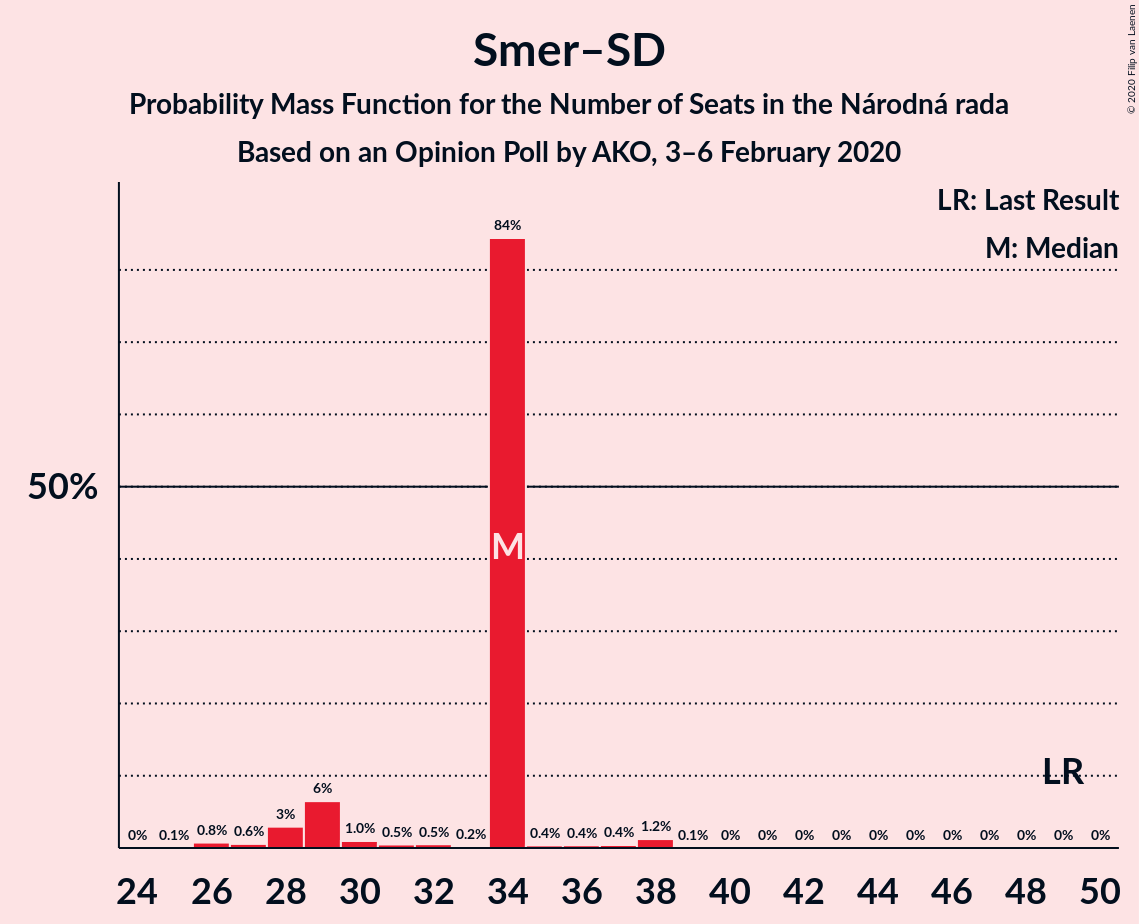 Smer–SD
Probability Mass Function for the Number of Seats in the Národná rada
Based on an Opinion Poll by AKO, 3–6 February 2020
© 2020 Filip van Laenen
LR: Last Result
M: Median
84%
50%
M
LR
0% 0.1% 0.8% 0.6% 3% 6% 1.0% 0.5% 0.5% 0.2% 0.4% 0.4% 0.4% 1.2% 0.1% 0% 0% 0% 0% 0% 0% 0% 0% 0% 0% 0%
24 26 28 30 32 34 36 38 40 42 44 46 48 50